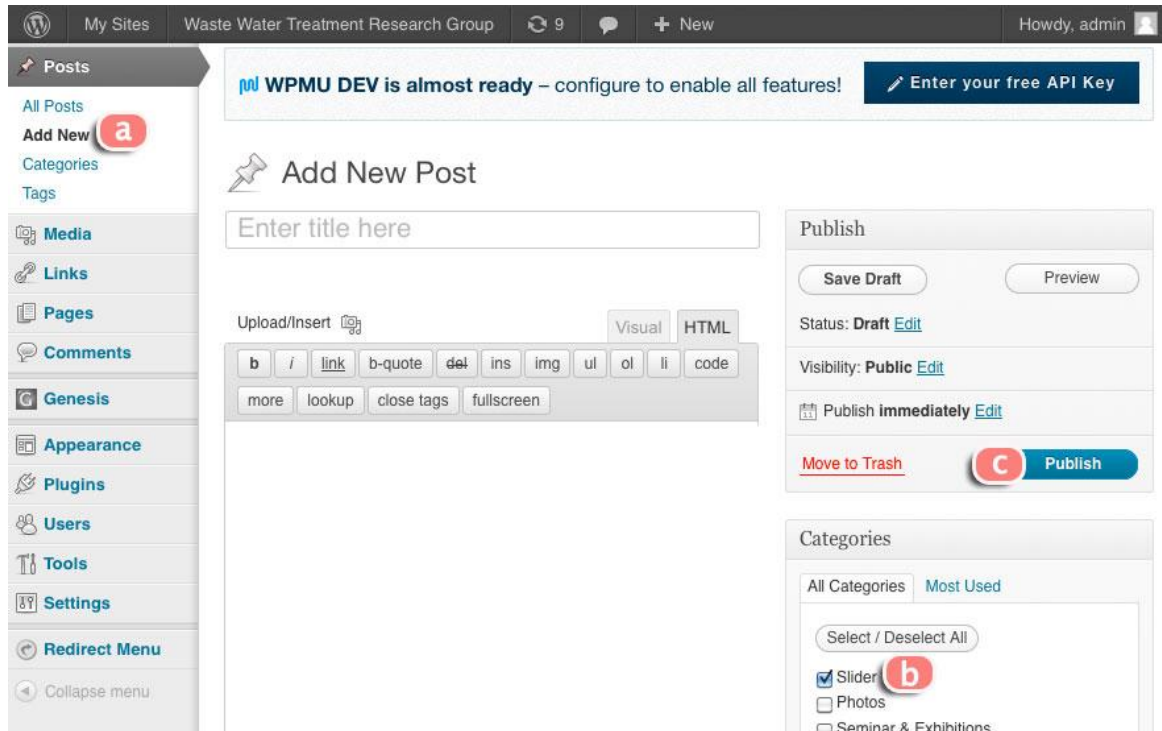 My Sites
Waste Water Treatment Research Group
9
+ New
Howdy, admin
Posts
All Posts
Add New
a
Categories
Tags
Media
Links
Pages
Comments
Genesis
Appearance
Plugins
Users
Tools
Settings
Redirect Menu
Collapse menu
WPMU DEV is almost ready – configure to enable all features!
Enter your free API Key
Add New Post
Enter title here
Upload/Insert
Visual
HTML
b i link b-quote del ins img ul ol li code
more lookup close tags fullscreen
Publish
Save Draft
Preview
Status: Draft Edit
Visibility: Public Edit
11 Publish immediately Edit
Move to Trash
c
Publish
Categories
All Categories
Most Used
Select / Deselect All
Slider
b
Photos
Seminar & Exhibitions